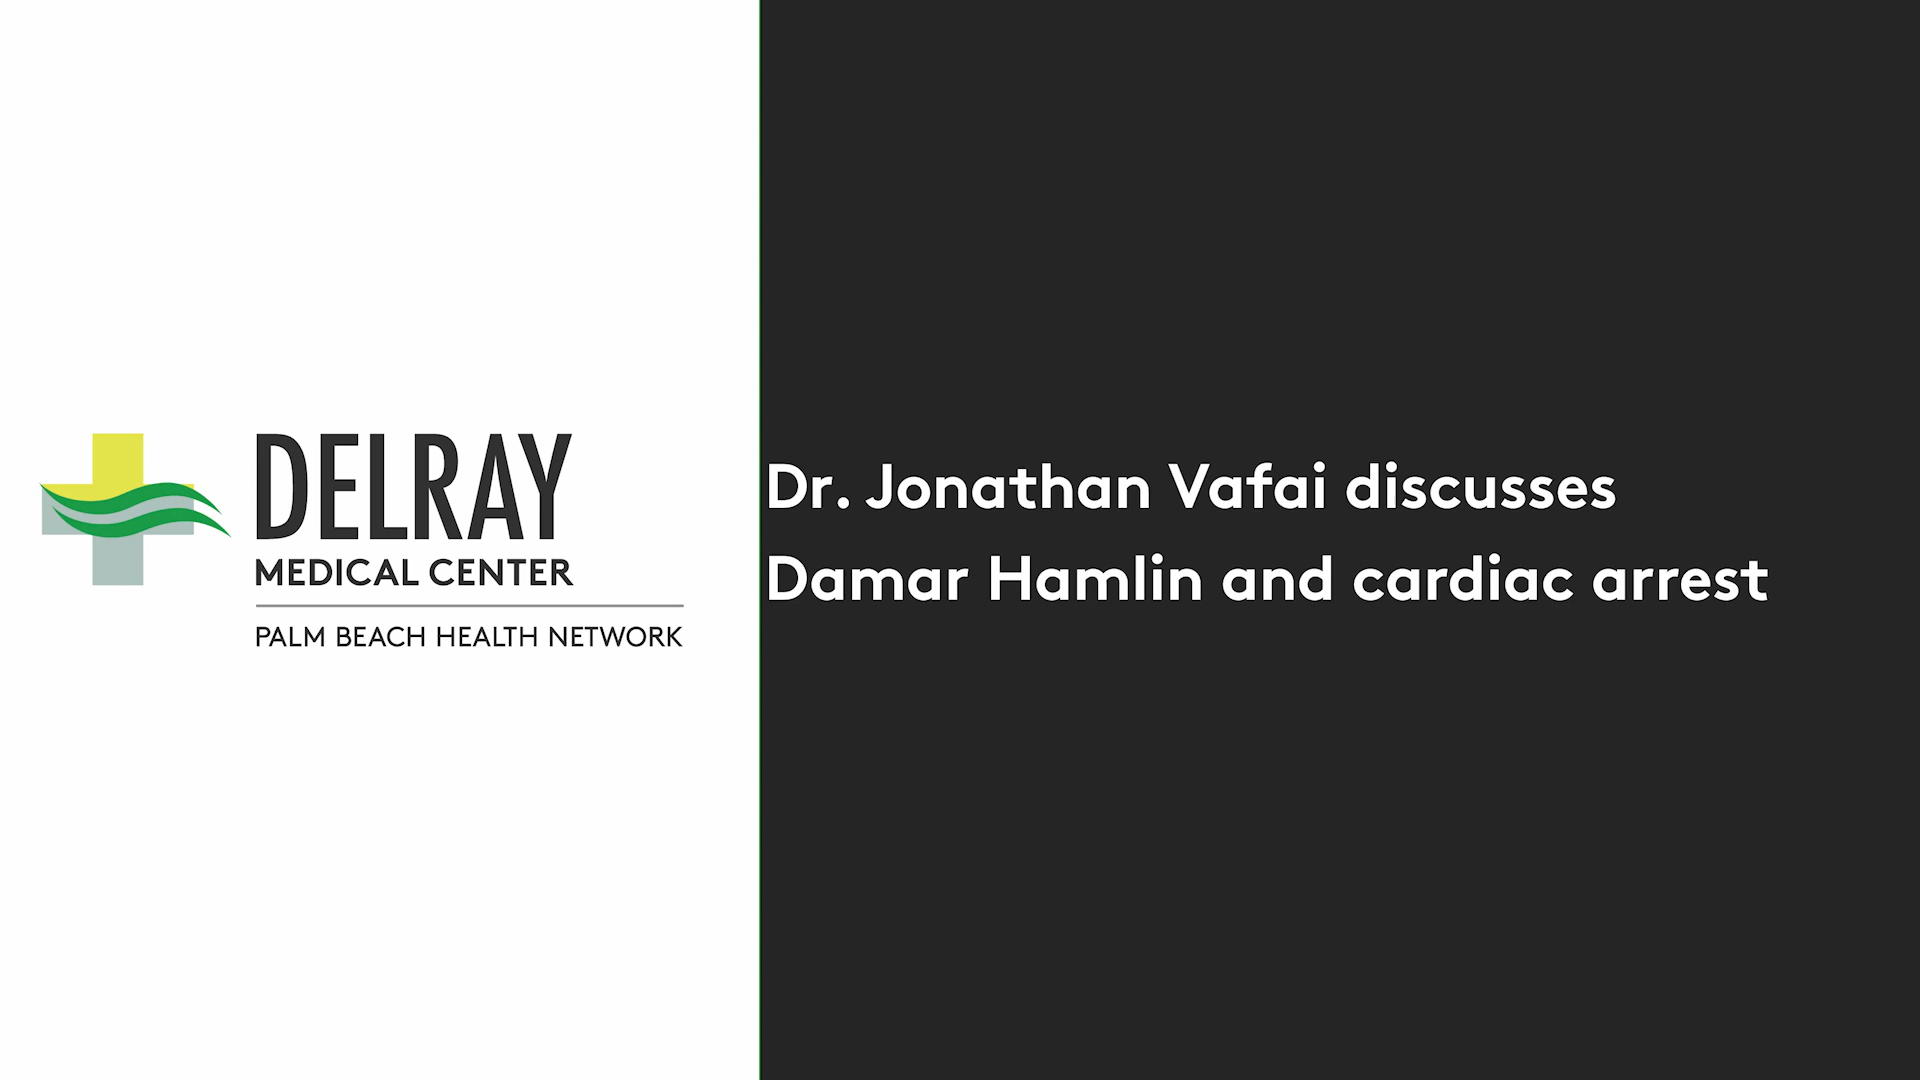 DELRAY
MEDICAL CENTER
PALM BEACH HEALTH NETWORK
Dr. Jonathan Vafai discusses
Damar Hamlin and cardiac arrest